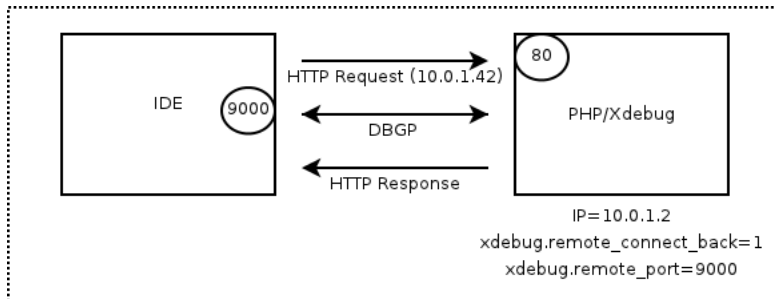 80
HTTP Request (10.0.1.42)
IDE
9000
PHP/Xdebug
DBGP
HTTP Response
IP=10.0.1.2
xdebug.remote_connect_back=1
xdebug.remote_port=9000